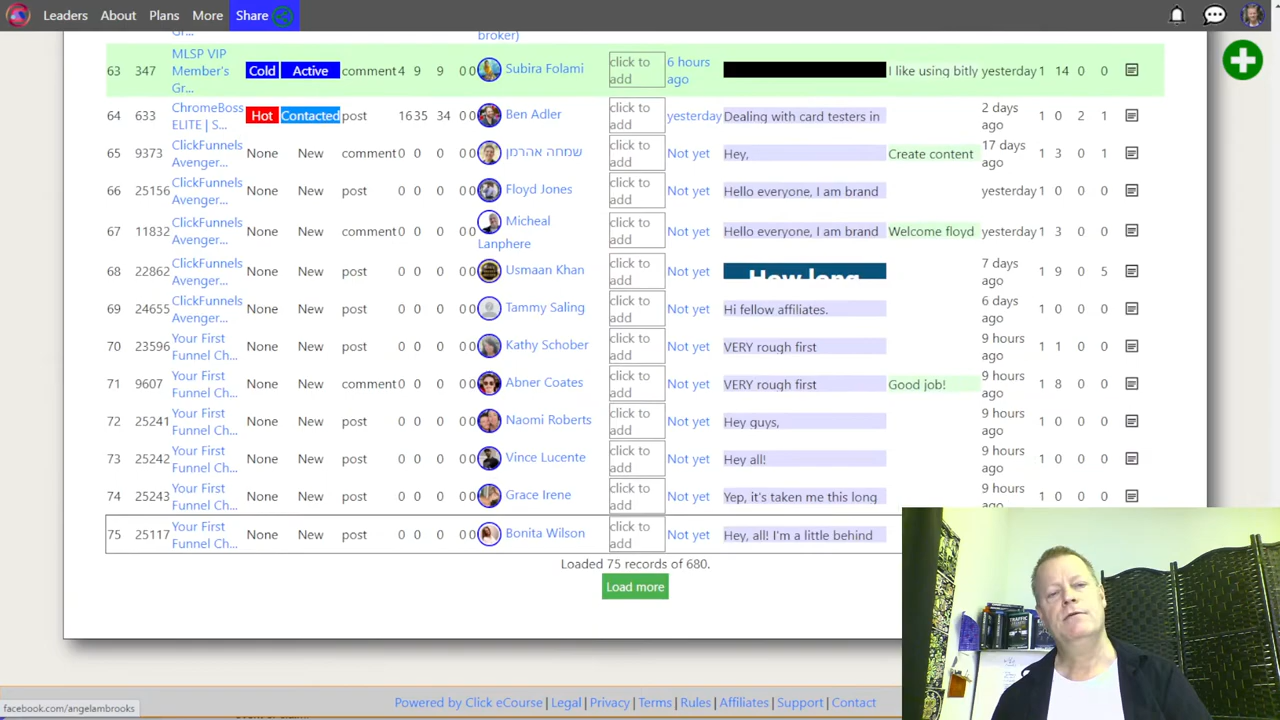 Leaders About Plans More Share
Gr...
broker)
63 347 MLSP VIP Member's Gr... Cold Active comment 4 9 9 0 0 Subira Folami click to add 6 hours ago I like using bitly yesterday 1 14 0 0
64 633 ChromeBoss ELITE | S... Hot Contacted post 16 35 34 0 0 Ben Adler click to add yesterday Dealing with card testers in 2 days ago 1 0 2 1
65 9373 ClickFunnels Avenger... None New comment 0 0 0 0 0 שמחה אהרמן click to add Not yet Hey, Create content 17 days ago 1 3 0 1
66 25156 ClickFunnels Avenger... None New post 0 0 0 0 0 Floyd Jones click to add Not yet Hello everyone, I am brand yesterday 1 0 0 0
67 11832 ClickFunnels Avenger... None New comment 0 0 0 0 0 Micheal Lanphere click to add Not yet Hello everyone, I am brand Welcome floyd yesterday 1 3 0 0
68 22862 ClickFunnels Avenger... None New post 0 0 0 0 0 Usmaan Khan click to add Not yet How long 7 days ago 1 9 0 5
69 24655 ClickFunnels Avenger... None New post 0 0 0 0 0 Tammy Saling click to add Not yet Hi fellow affiliates. 6 days ago 1 0 0 0
70 23596 Your First Funnel Ch... None New post 0 0 0 0 0 Kathy Schober click to add Not yet VERY rough first 9 hours ago 1 1 0 0
71 9607 Your First Funnel Ch... None New comment 0 0 0 0 0 Abner Coates click to add Not yet VERY rough first Good job! 9 hours ago 1 8 0 0
72 25241 Your First Funnel Ch... None New post 0 0 0 0 0 Naomi Roberts click to add Not yet Hey guys, 9 hours ago 1 0 0 0
73 25242 Your First Funnel Ch... None New post 0 0 0 0 0 Vince Lucente click to add Not yet Hey all! 9 hours ago 1 0 0 0
74 25243 Your First Funnel Ch... None New post 0 0 0 0 0 Grace Irene click to add Not yet Yep, it's taken me this long 9 hours ago 1 0 0 0
75 25117 Your First Funnel Ch... None New post 0 0 0 0 0 Bonita Wilson click to add Not yet Hey, all! I'm a little behind
Loaded 75 records of 680.
Load more
TRAFFIC
Powered by Click eCourse | Legal | Privacy | Terms | Rules | Affiliates | Support | Contact
facebook.com/angelambrooks